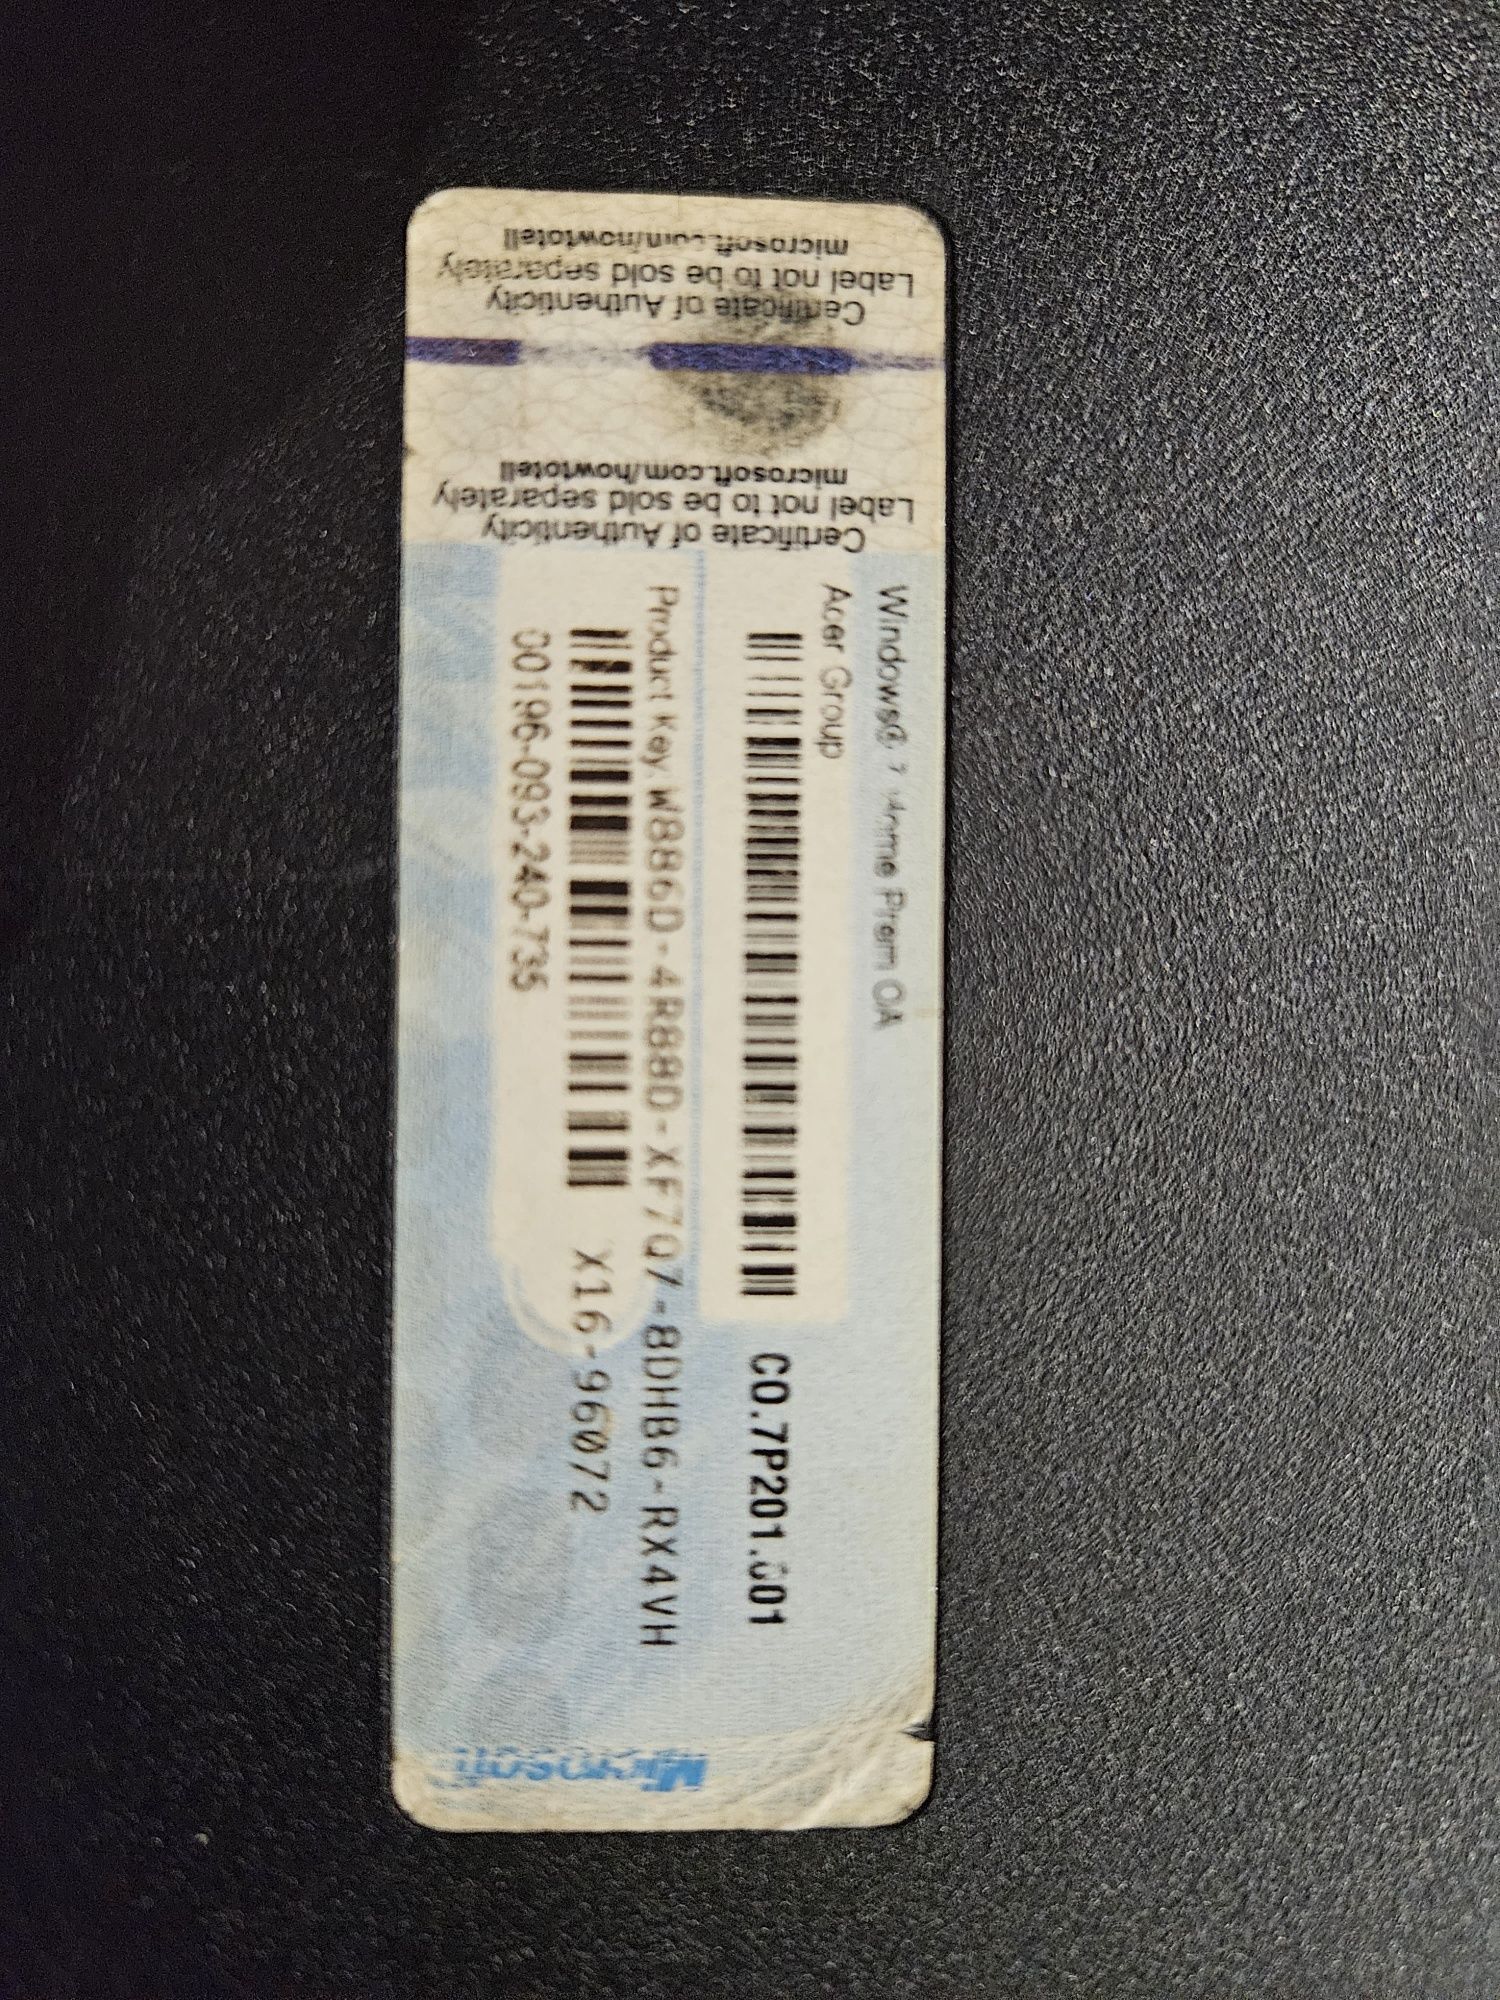 Windows® 7 Home Prem OA
Acer Group
CO.7P201.001
Product Key: W886D-4R88D-XF7Q7-8DHB6-RX4VH
X16-96072
00196-093-240-735
Certificate of Authenticity
Label not to be sold separately
microsoft.com/howtotell
Certificate of Authenticity
Label not to be sold separately
microsoft.com/howtotell
Microsoft